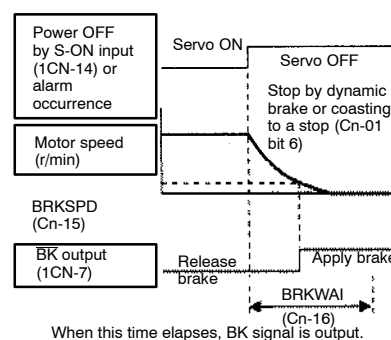 Power OFF
by S-ON input
(1CN-14) or
alarm
occurrence
Servo ON
Servo OFF
Stop by dynamic
brake or coasting
to a stop (Cn-01
bit 6)
Motor speed
(r/min)
BRKSPD
(Cn-15)
BK output
(1CN-7)
Release
brake
Apply brake
BRKWAI
(Cn-16)
When this time elapses, BK signal is output.